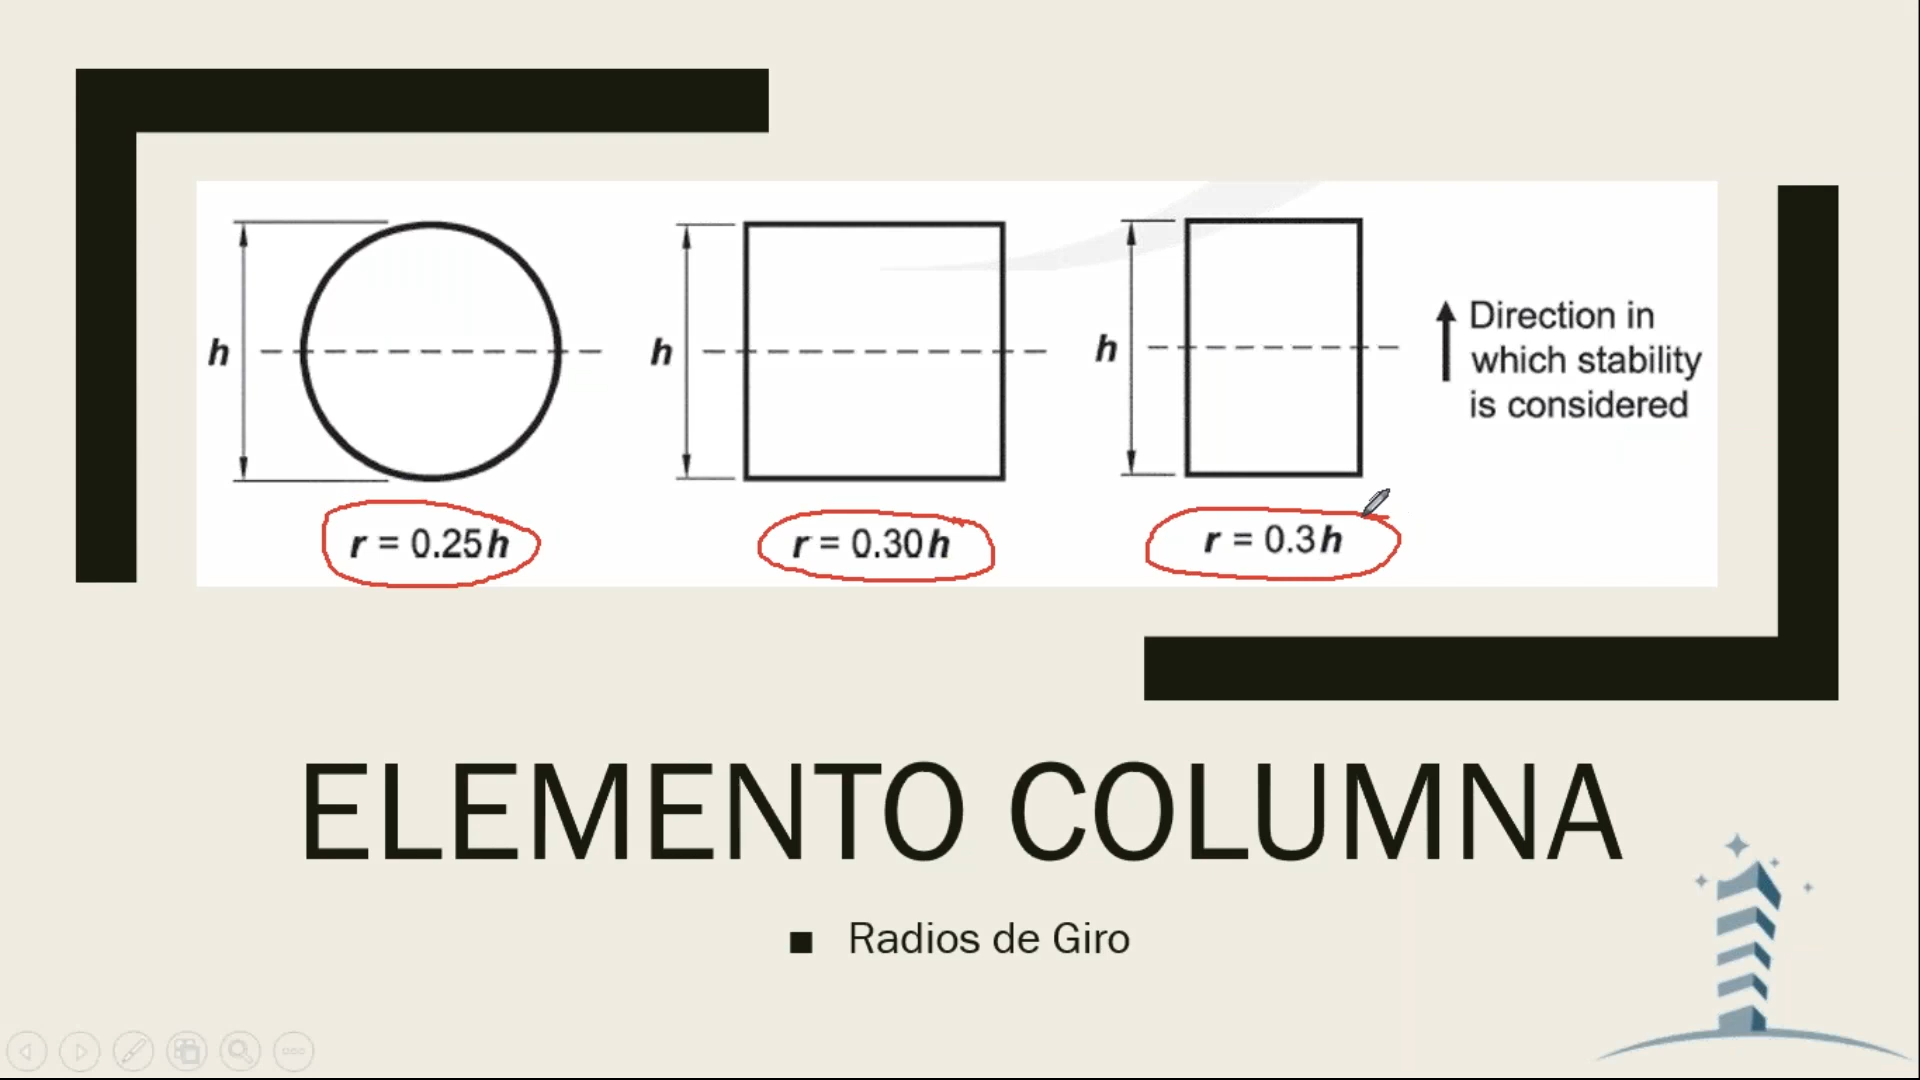 h
h
h
Direction in
which stability
is considered
r = 0.25h
r = 0.30h
r = 0.3h
ELEMENTO COLUMNA
■ Radios de Giro